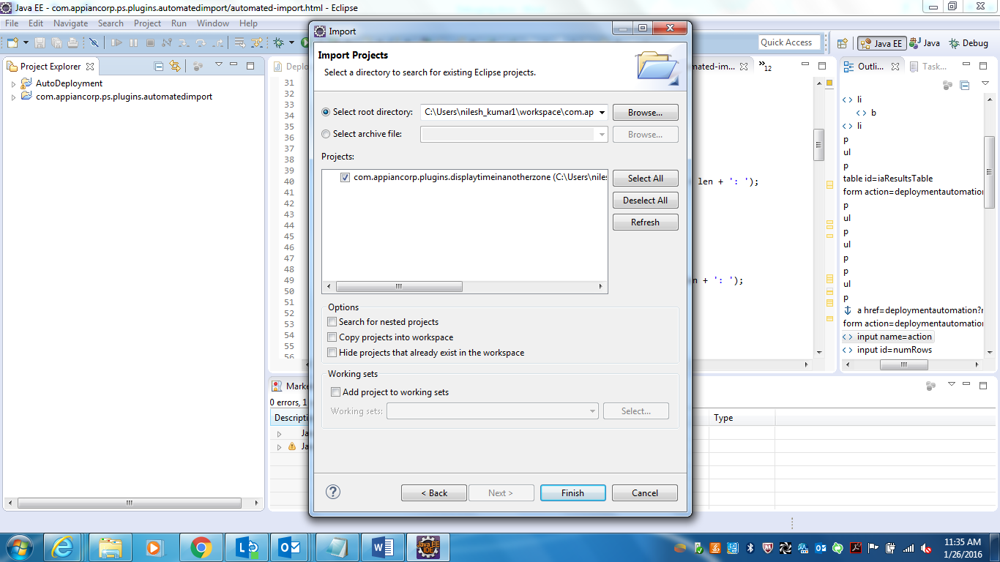 Java EE - com.appiancorp.ps.plugins.automatedimport/automated-import.html - Eclipse
File Edit Navigate Search Project Run Window Help
Quick Access
Java EE
Java
Debug
Project Explorer
AutoDeployment
com.appiancorp.ps.plugins.automatedimport
Deplo
31
32
33
34
35
36
37
38
39
40
41
42
43
44
45
46
47
48
49
50
51
52
53
54
55
56
Import
Import Projects
Select a directory to search for existing Eclipse projects.
Select root directory:
C:\Users\nilesh_kumar1\workspace\com.ap
Browse...
Select archive file:
Browse...
Projects:
com.appiancorp.plugins.displaytimeinanotherzone (C:\Users\niles
Select All
Deselect All
Refresh
Options
Search for nested projects
Copy projects into workspace
Hide projects that already exist in the workspace
Working sets
Add project to working sets
Working sets:
Select...
< Back
Next >
Finish
Cancel
mated-im...
12
len + ': ');
n + ': ');
Outli...
Task...
li
b
li
p
ul
p
table id=iaResultsTable
form action=deploymentautomation
p
ul
p
ul
p
p
ul
p
a href=deploymentautomation?r
form action=deploymentautomation
input name=action
input id=numRows
Marke
0 errors, 1
Descripti
Type
Ja
Ja
Java EE
IDE
11:35 AM
1/26/2016